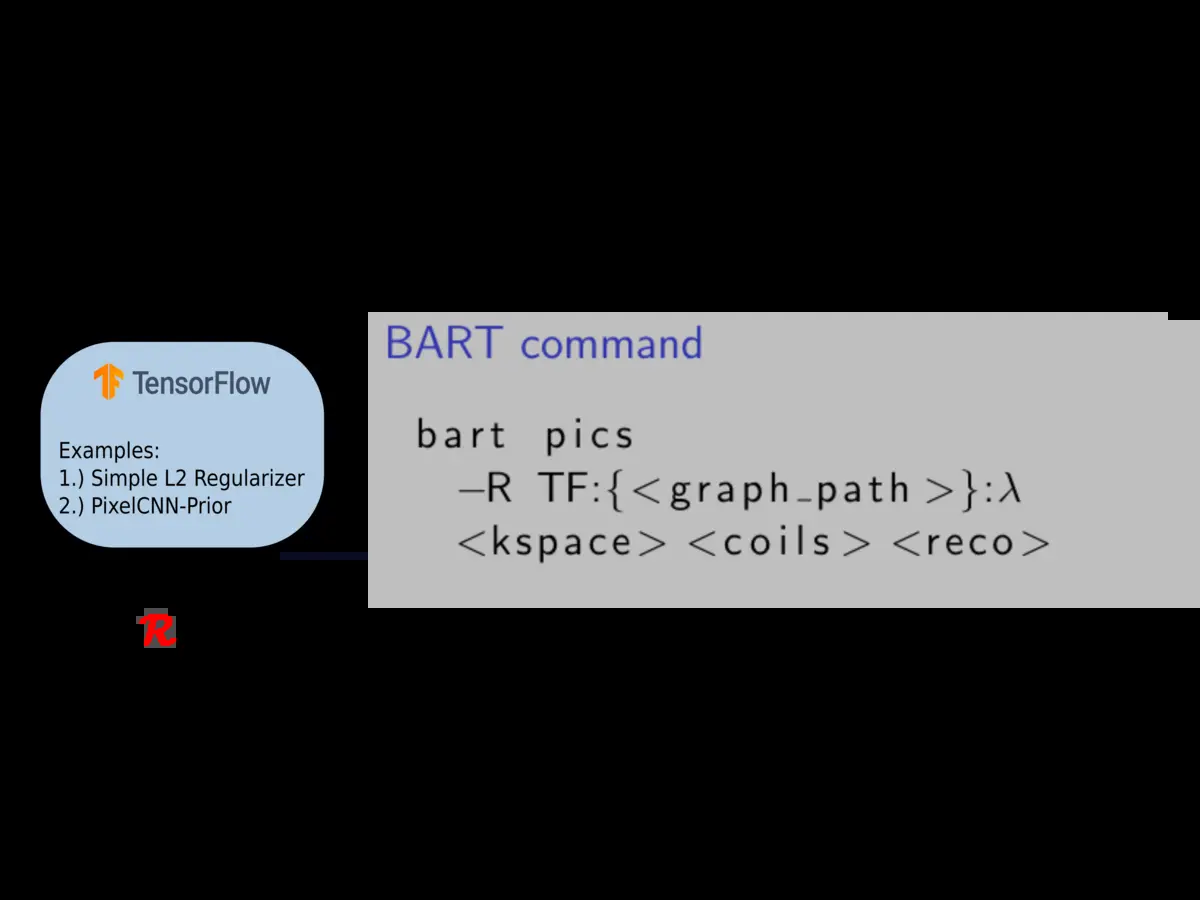 TensorFlow
Examples:
1.) Simple L2 Regularizer
2.) PixelCNN-Prior
BART command
bart pics
−R TF:{<graph_path>}:λ
<kspace> <coils> <reco>
R